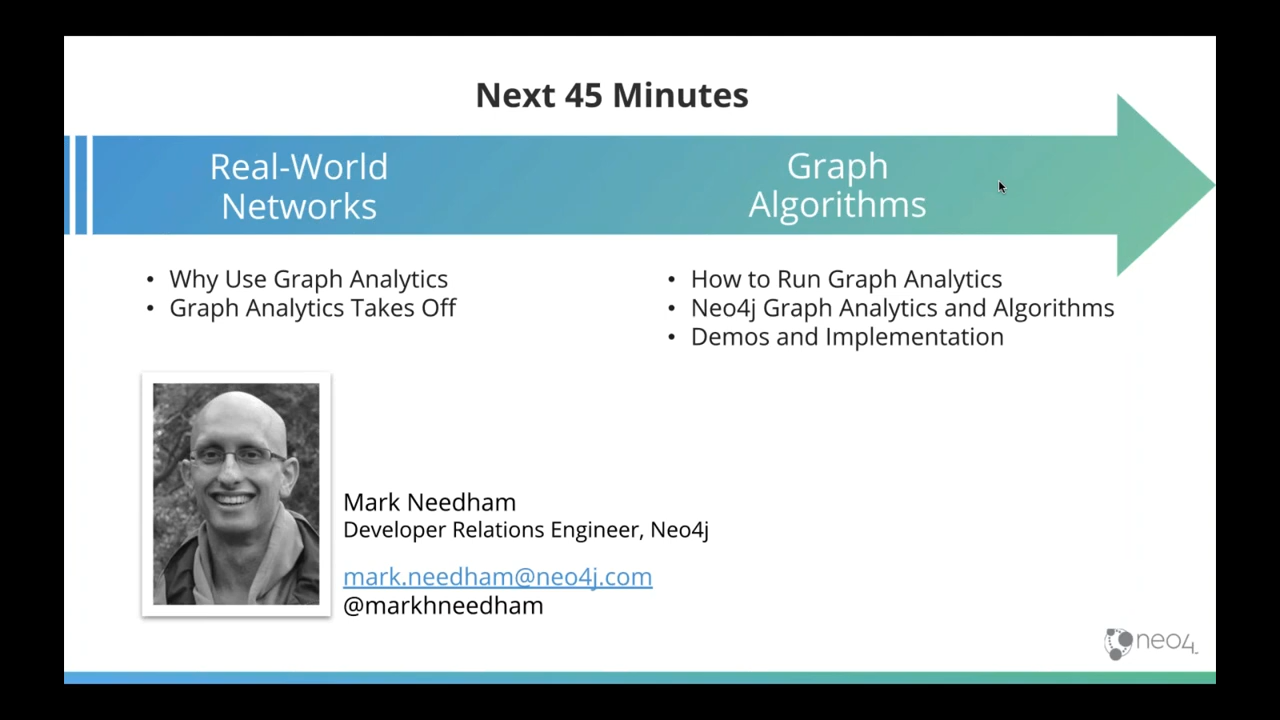 Next 45 Minutes
Real-World
Networks
Graph
Algorithms
• Why Use Graph Analytics
• Graph Analytics Takes Off
• How to Run Graph Analytics
• Neo4j Graph Analytics and Algorithms
• Demos and Implementation
Mark Needham
Developer Relations Engineer, Neo4j
mark.needham@neo4j.com
@markhneedham
neo4j